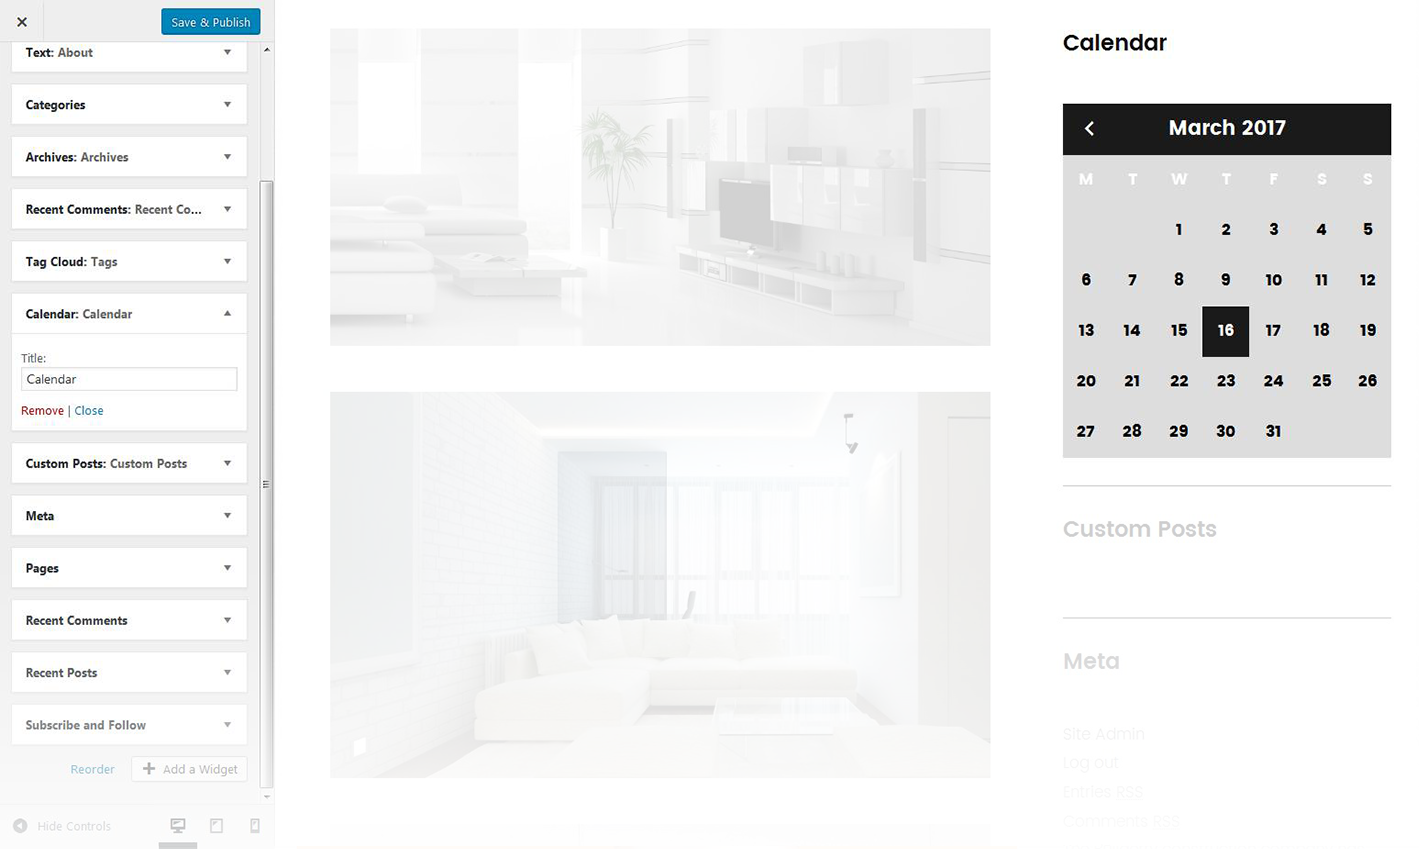 Save & Publish
Text: About
Categories
Archives: Archives
Recent Comments: Recent Co...
Tag Cloud: Tags
Calendar: Calendar
Title:
Calendar
Remove | Close
Custom Posts: Custom Posts
Meta
Pages
Recent Comments
Recent Posts
Subscribe and Follow
Reorder
Add a Widget
Hide Controls
Calendar
March 2017
M T W T F S S
1 2 3 4 5
6 7 8 9 10 11 12
13 14 15 16 17 18 19
20 21 22 23 24 25 26
27 28 29 30 31
Custom Posts
Meta
Site Admin
Log out
Entries RSS
Comments RSS